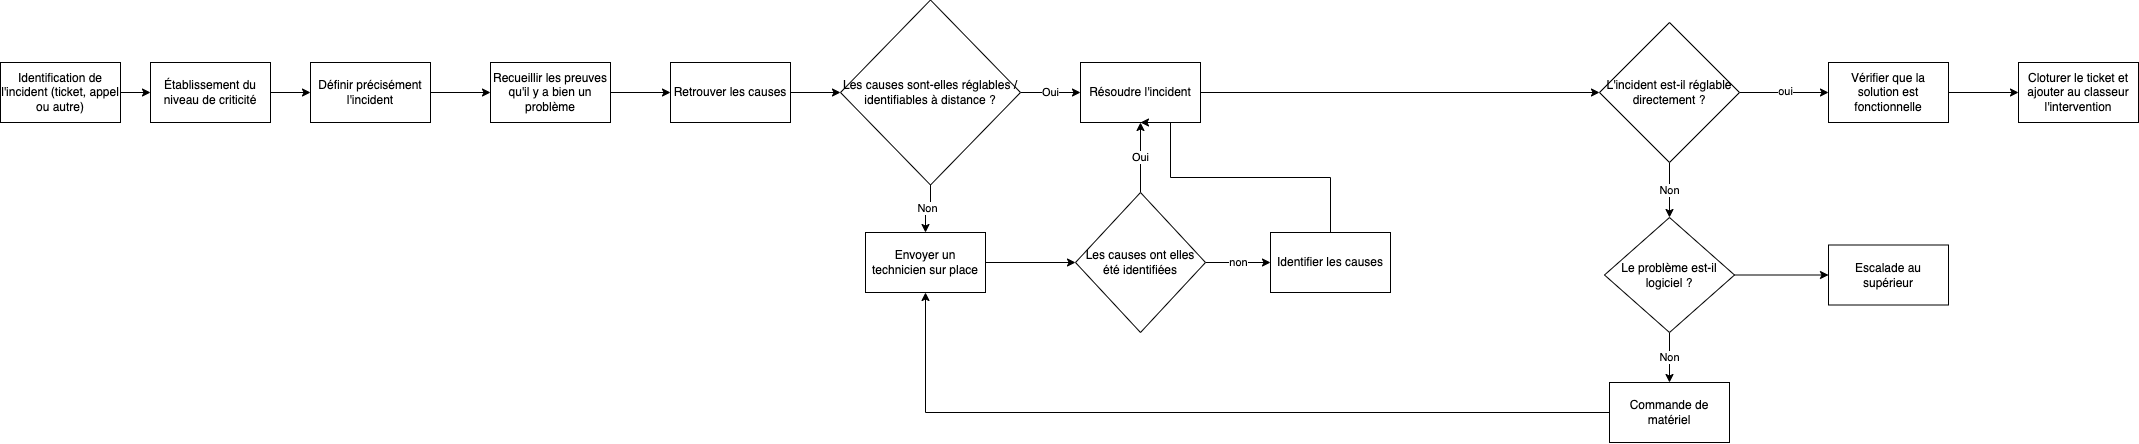 Identification de
l'incident (ticket, appel
ou autre)
Établissement du
niveau de criticité
Définir précisément
l'incident
Recueillir les preuves
qu'il y a bien un
problème
Retrouver les causes
Les causes sont-elles réglables /
identifiables à distance ?
Oui
Résoudre l'incident
L'incident est-il réglable
directement ?
oui
Vérifier que la
solution est
fonctionnelle
Cloturer le ticket et
ajouter au classeur
l'intervention
Oui
Non
Non
Envoyer un
technicien sur place
Les causes ont elles
été identifiées
non
Identifier les causes
Le problème est-il
logiciel ?
Escalade au
supérieur
Non
Commande de
matériel